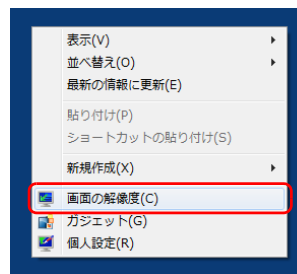 表示(V)
並べ替え(O)
最新の情報に更新(E)
貼り付け(P)
ショートカットの貼り付け(S)
新規作成(X)
画面の解像度(C)
ガジェット(G)
個人設定(R)